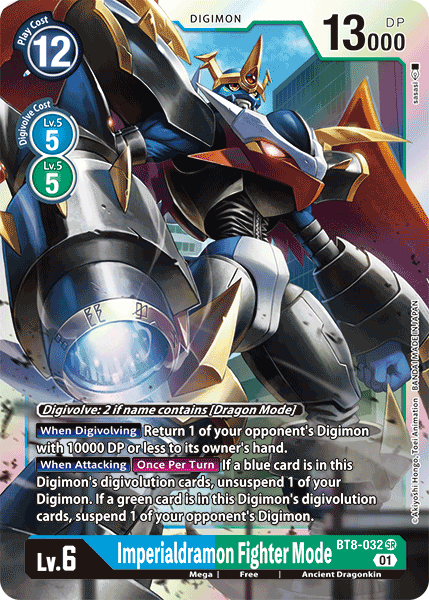 Play Cost
12
DIGIMON
DP
13000
sasasi
Digivolve Cost
Lv.5
5
Lv.5
5
Digivolve: 2 if name contains [Dragon Mode]
When Digivolving Return 1 of your opponent's Digimon
with 10000 DP or less to its owner's hand.
When Attacking Once Per Turn If a blue card is in this
Digimon's digivolution cards, unsuspend 1 of your
Digimon. If a green card is in this Digimon's digivolution
cards, suspend 1 of your opponent's Digimon.
©Akiyoshi Hongo, Toei Animation BANDAI MADE IN JAPAN
Lv.6
Imperialdramon Fighter Mode
BT8-032 SR
01
Mega | Free | Ancient Dragonkin